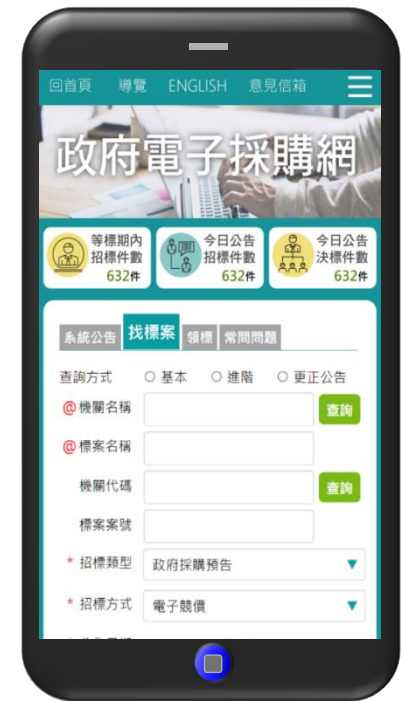 回首頁 導覽 ENGLISH 意見信箱
政府電子採購網
等標期內
招標件數
632件
今日公告
招標件數
632件
今日公告
決標件數
632件
系統公告 找標案 領標 常問問題
查詢方式 ○ 基本 ○ 進階 ○ 更正公告
@機關名稱 查詢
@標案名稱
機關代碼 查詢
標案案號
* 招標類型 政府採購預告 ▼
* 招標方式 電子競價 ▼